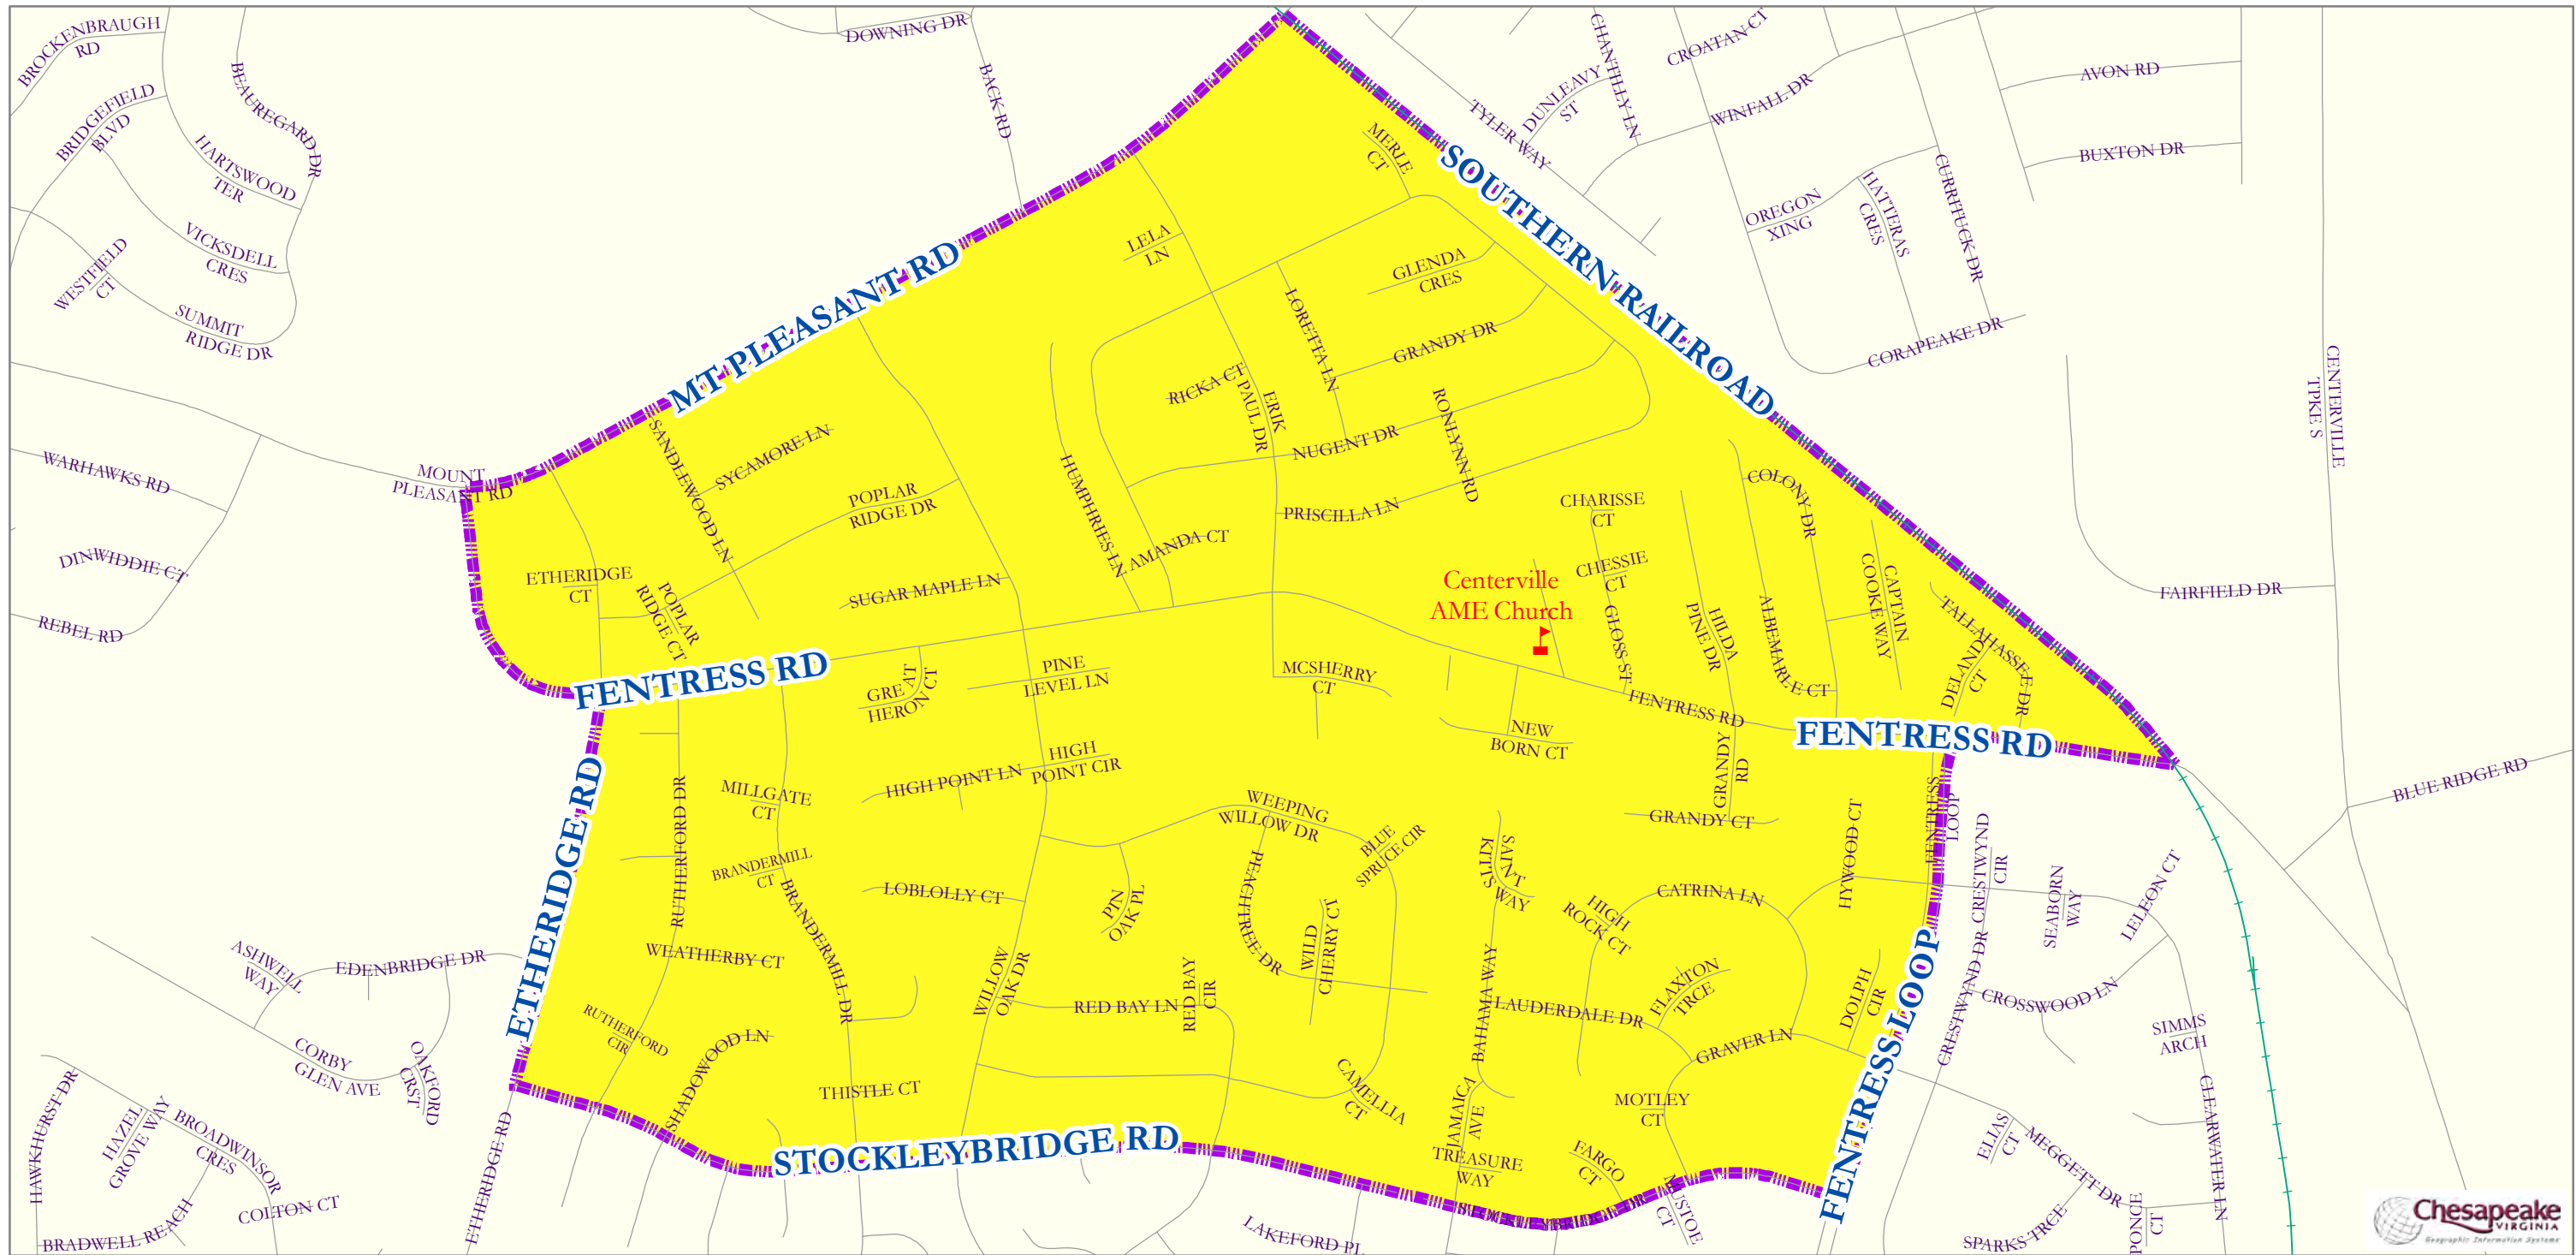 BROCKENBRAUGH
RD
BEAUREGARD DR
BRIDGEFIELD
BLVD
HARTSWOOD
TER
VICKSDELL
CRES
WESTFIELD
CT
SUMMIT
RIDGE DR
DOWNING DR
BACK RD
CHANTILLY LN
CROATAN CT
DUNLEAVY
ST
TYLER WAY
WINFALL DR
AVON RD
BUXTON DR
OREGON
XING
HATTERAS
CRES
CURRITUCK DR
CORAPEAKE DR
CENTERVILLE
TPKE S
FAIRFIELD DR
BLUE RIDGE RD
WARHAWKS RD
DINWIDDIE CT
REBEL RD
MOUNT
PLEASANT RD
MT PLEASANT RD
SOUTHERN RAILROAD
MERLE
CT
LELA
LN
GLENDA
CRES
LORETTA LN
GRANDY DR
RICKA CT
ERIK
PAUL DR
NUGENT DR
RONLYNN RD
PRISCILLA LN
HUMPHRIES LN
AMANDA CT
SANDLEWOOD LN
SYCAMORE LN
POPLAR
RIDGE DR
ETHERIDGE
CT
POPLAR
RIDGE CT
SUGAR MAPLE LN
CHARISSE
CT
CHESSIE
CT
GLOSS ST
HILDA
PINE DR
COLONY DR
ALBEMARLE CT
CAPTAIN
COOKE WAY
TALLAHASSEE DR
DELAND
CT
Centerville
AME Church
FENTRESS RD
GREAT
HERON CT
PINE
LEVEL LN
MCSHERRY
CT
FENTRESS RD
NEW
BORN CT
FENTRESS RD
GRANDY
RD
GRANDY CT
HIGH
POINT CIR
HIGH POINT LN
MILLGATE
CT
RUTHERFORD DR
BRANDERMILL
CT
BRANDERMILL DR
LOBLOLLY CT
PIN
OAK PL
WEEPING
WILLOW DR
BLUE
SPRUCE CIR
PEACHTREE DR
WILD
CHERRY CT
SAINT
KITTS WAY
HIGH
ROCK CT
CATRINA LN
HYWOOD CT
FENTRESS
LOOP
CRESTWYND
CIR
CRESTWYND DR
SEABORN
WAY
LELEON CT
CROSSWOOD LN
SIMMS
ARCH
CLEARWATER LN
MEGGETT DR
ELIAS
CT
SPARKS TRCE
PONCE
CT
ETHERIDGE RD
WEATHERBY CT
RUTHERFORD
CIR
SHADOWOOD LN
THISTLE CT
WILLOW
OAK DR
RED BAY LN
RED BAY
CIR
CAMELLIA
CT
BAHAMA WAY
LAUDERDALE DR
FLAXTON
TRCE
GRAVER LN
DOLPH
CIR
JAMAICA
AVE
TREASURE
WAY
MOTLEY
CT
FARGO
CT
MUSTOE
CT
FENTRESS LOOP
STOCKLEYBRIDGE RD
STOCKLEYBRIDGE DR
LAKEFORD PL
ASHWELL
WAY
EDENBRIDGE DR
CORBY
GLEN AVE
OAKFORD
CRST
HAWKHURST DR
HAZEL
GROVE WAY
BROADWINSOR
CRES
COLTON CT
BRADWELL REACH
ETHERIDGE RD
Chesapeake
VIRGINIA
Geographic Information Systems